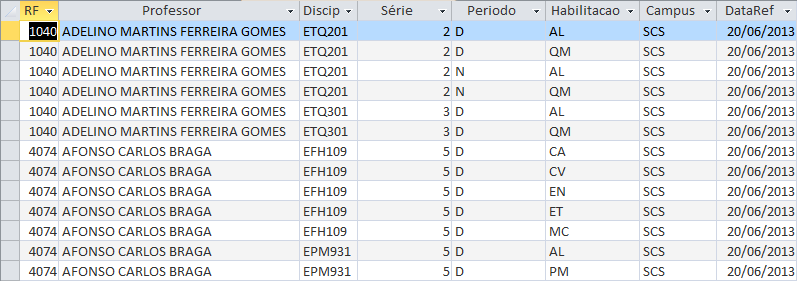 RF Professor Discip Série Periodo Habilitacao Campus DataRef
1040 ADELINO MARTINS FERREIRA GOMES ETQ201 2 D AL SCS 20/06/2013
1040 ADELINO MARTINS FERREIRA GOMES ETQ201 2 D QM SCS 20/06/2013
1040 ADELINO MARTINS FERREIRA GOMES ETQ201 2 N AL SCS 20/06/2013
1040 ADELINO MARTINS FERREIRA GOMES ETQ201 2 N QM SCS 20/06/2013
1040 ADELINO MARTINS FERREIRA GOMES ETQ301 3 D AL SCS 20/06/2013
1040 ADELINO MARTINS FERREIRA GOMES ETQ301 3 D QM SCS 20/06/2013
4074 AFONSO CARLOS BRAGA EFH109 5 D CA SCS 20/06/2013
4074 AFONSO CARLOS BRAGA EFH109 5 D CV SCS 20/06/2013
4074 AFONSO CARLOS BRAGA EFH109 5 D EN SCS 20/06/2013
4074 AFONSO CARLOS BRAGA EFH109 5 D ET SCS 20/06/2013
4074 AFONSO CARLOS BRAGA EFH109 5 D MC SCS 20/06/2013
4074 AFONSO CARLOS BRAGA EPM931 5 D AL SCS 20/06/2013
4074 AFONSO CARLOS BRAGA EPM931 5 D PM SCS 20/06/2013